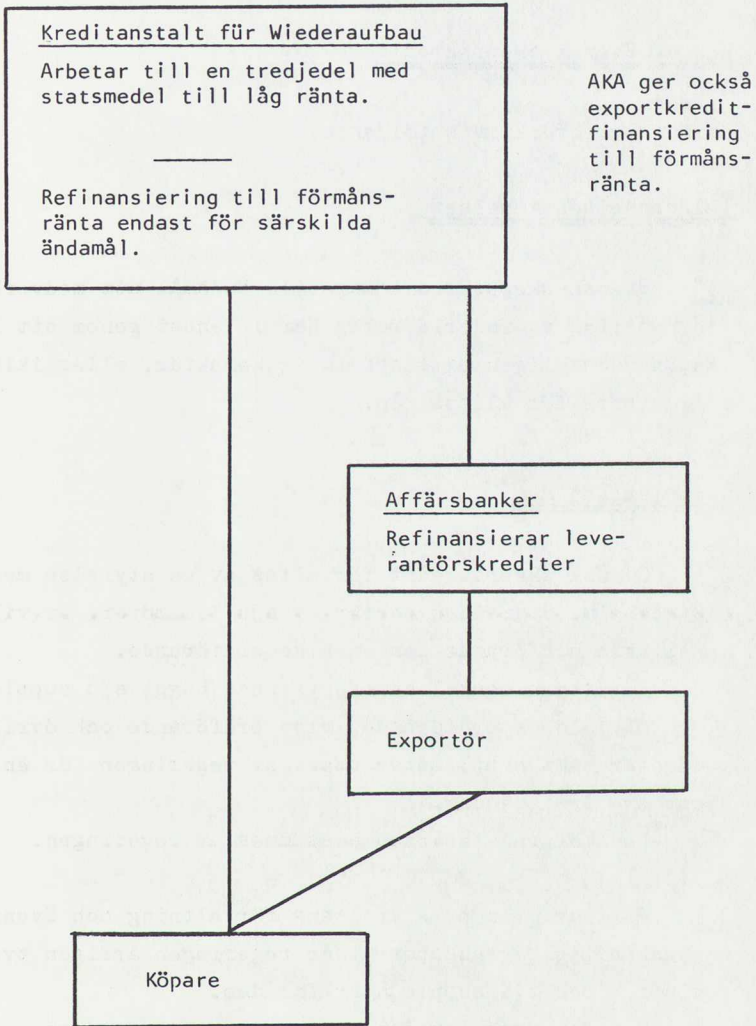 Kreditanstalt für Wiederaufbau
Arbetar till en tredjedel med
statsmedel till låg ränta.
Refinansiering till förmåns-
ränta endast för särskilda
ändamål.
AKA ger också
exportkredit-
finansiering
till förmåns-
ränta.
Affärsbanker
Refinansierar leve-
rantörskrediter
Exportör
Köpare